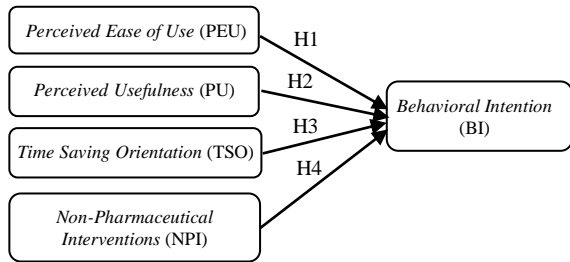 Perceived Ease of Use (PEU)
H1
Perceived Usefulness (PU)
H2
Behavioral Intention
(BI)
Time Saving Orientation (TSO)
H3
H4
Non-Pharmaceutical
Interventions (NPI)